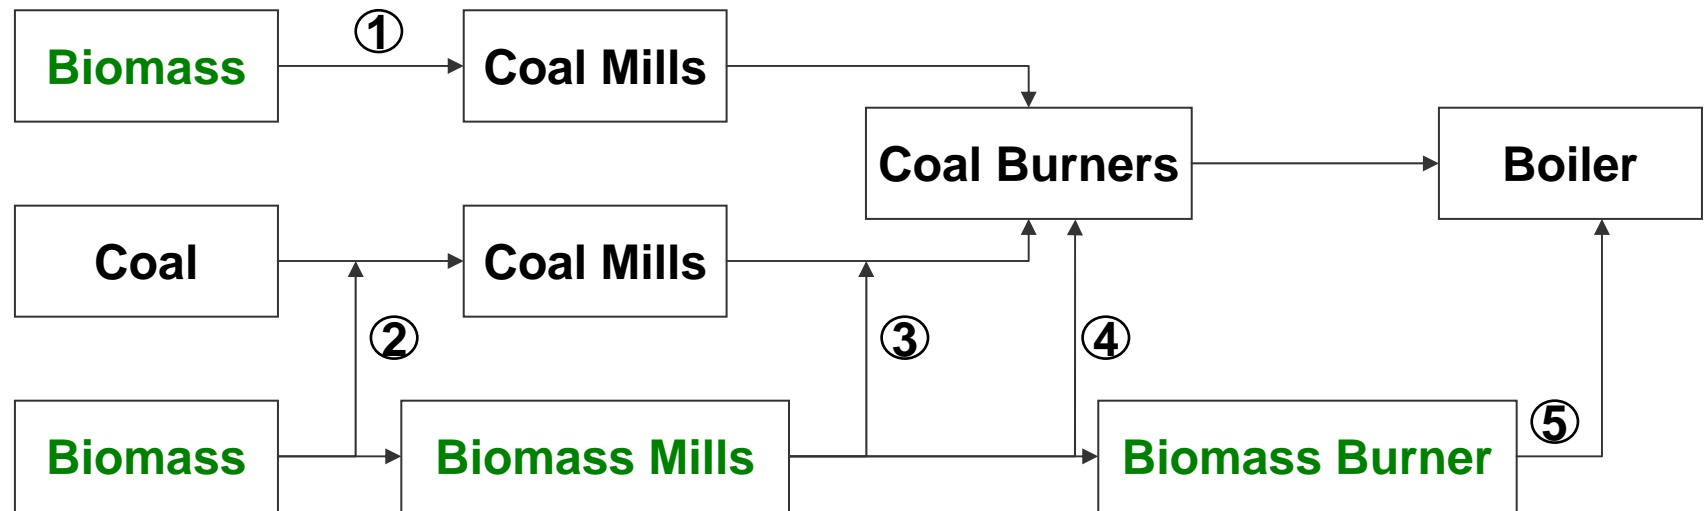 ①
Biomass
Coal Mills
Coal Burners
Boiler
Coal
Coal Mills
②
③
④
Biomass
Biomass Mills
Biomass Burner
⑤